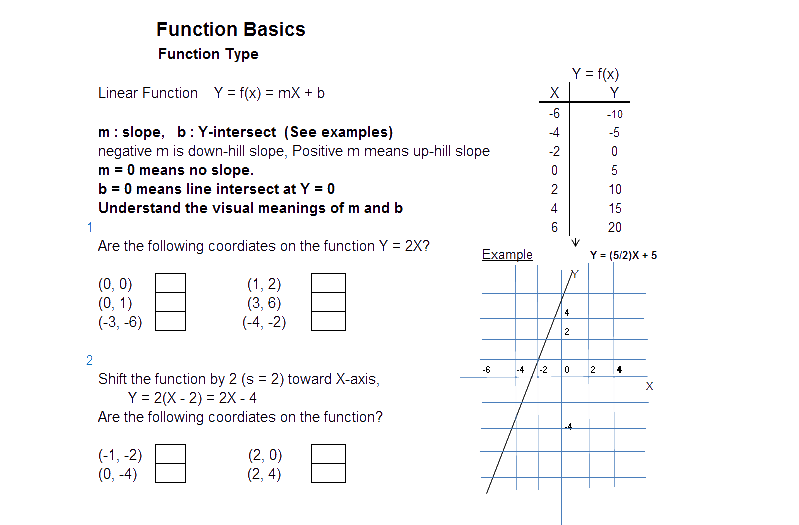 Function Basics
Function Type
Linear Function Y = f(x) = mX + b
m : slope, b : Y-intersect (See examples)
negative m is down-hill slope, Positive m means up-hill slope
m = 0 means no slope.
b = 0 means line intersect at Y = 0
Understand the visual meanings of m and b
Y = f(x)
X Y
-6 -10
-4 -5
-2 0
0 5
2 10
4 15
6 20
1
Are the following coordiates on the function Y = 2X?
(0, 0) (1, 2)
(0, 1) (3, 6)
(-3, -6) (-4, -2)
2
Shift the function by 2 (s = 2) toward X-axis,
Y = 2(X - 2) = 2X - 4
Are the following coordiates on the function?
(-1, -2) (2, 0)
(0, -4) (2, 4)
Example Y = (5/2)X + 5
Y
4
2
-6 -4 -2 0 2 4
X
-4